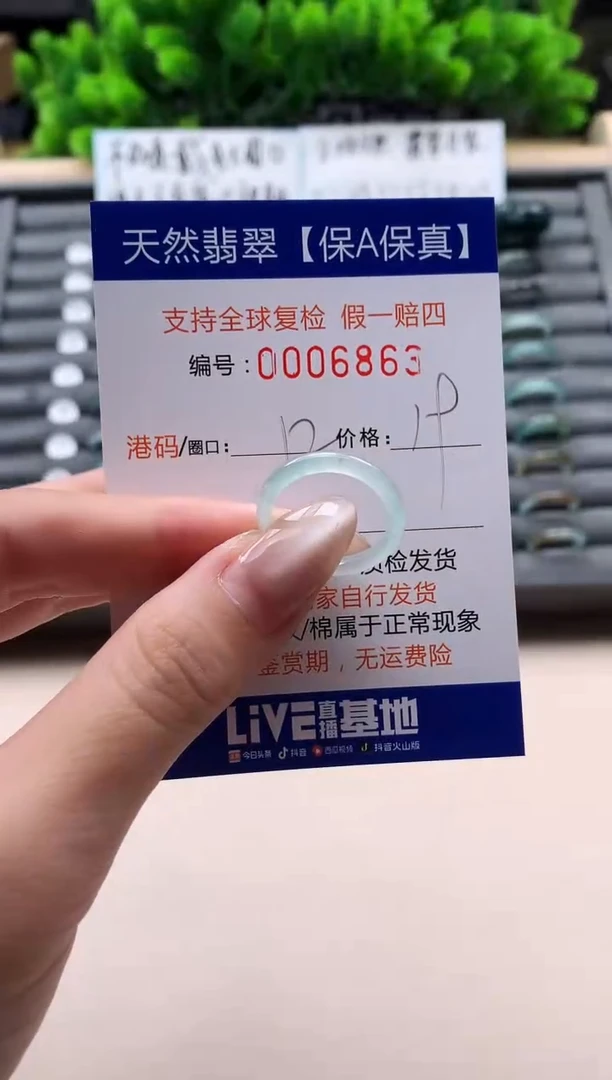 天然翡翠【保A保真】
支持全球复检 假一赔四
编号:0006863
港码/圈口: 12 价格:
质检发货
家自行发货
/棉属于正常现象
鉴赏期，无运费险
LiVE直播基地
今日头条 抖音 西瓜视频 抖音火山版